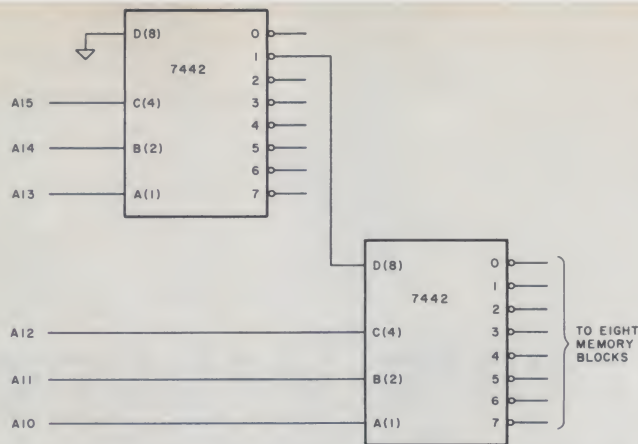 D(8)
0
1
7442
2
A15
C(4)
3
4
A14
B(2)
5
6
A13
A(1)
7
D(8)
0
1
7442
2
A12
C(4)
3
TO EIGHT
MEMORY
BLOCKS
4
A11
B(2)
5
6
A10
A(1)
7